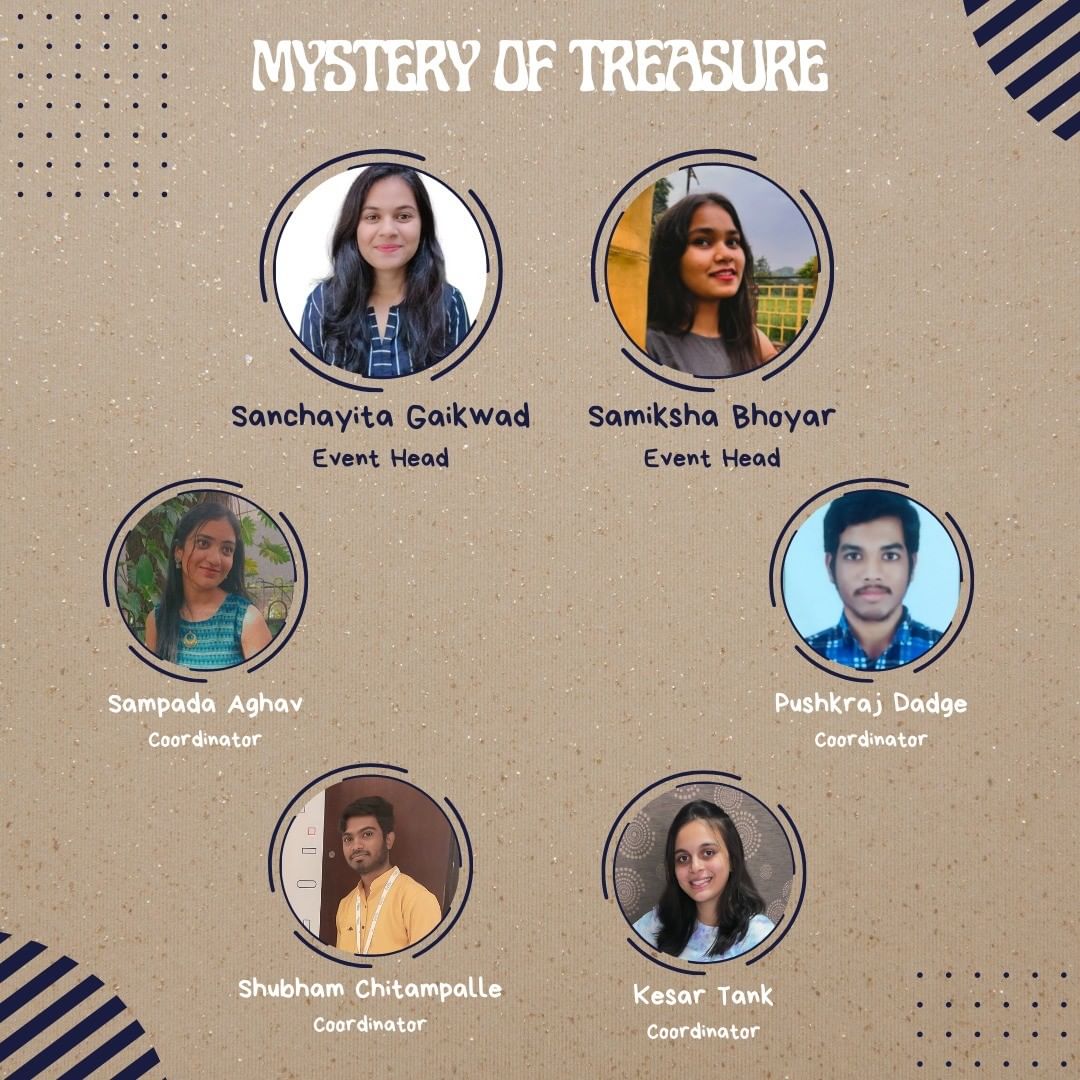 MYSTERY OF TREASURE
Sanchayita Gaikwad
Event Head
Samiksha Bhoyar
Event Head
Sampada Aghav
Coordinator
Pushkraj Dadge
Coordinator
Shubham Chitampalle
Coordinator
Kesar Tank
Coordinator